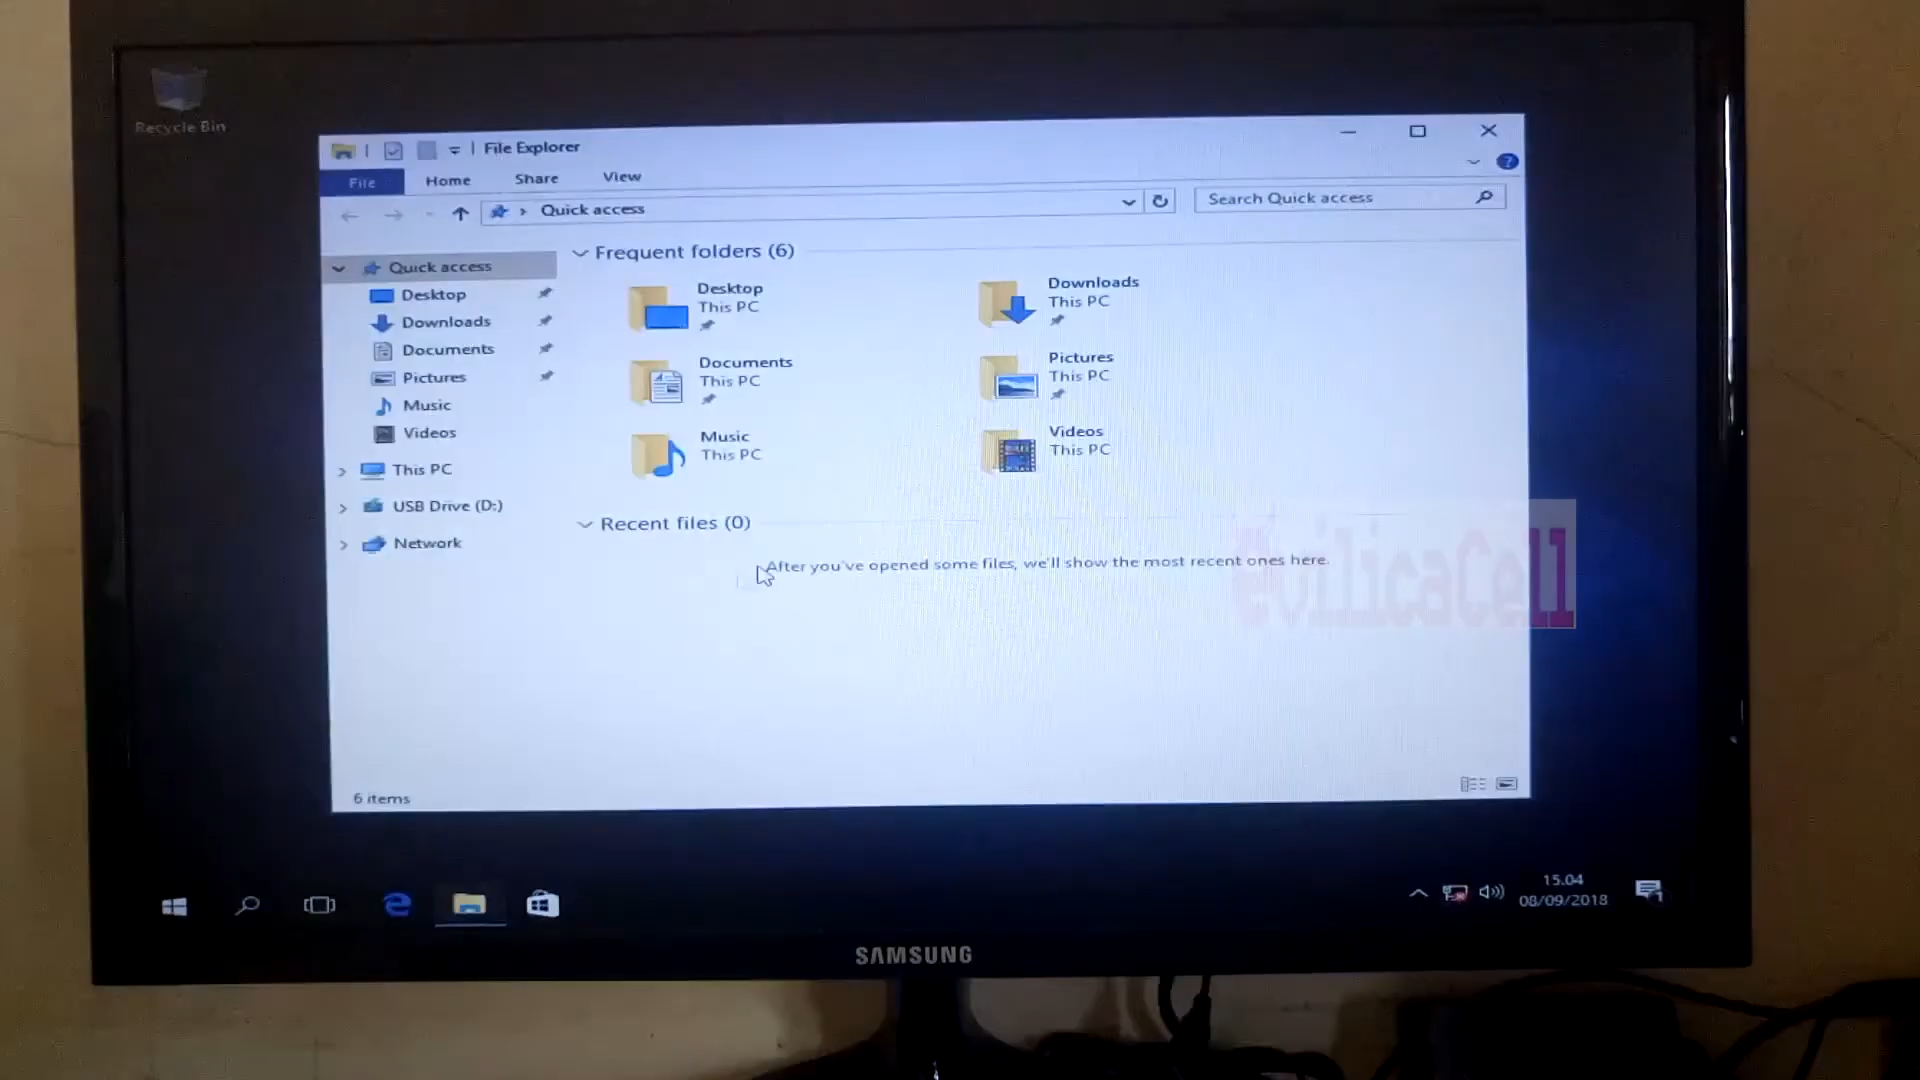 Recycle Bin
File Explorer
File
Home
Share
View
Quick access
Search Quick access
Quick access
Desktop
Downloads
Documents
Pictures
Music
Videos
This PC
USB Drive (D:)
Network
Frequent folders (6)
Desktop
This PC
Downloads
This PC
Documents
This PC
Pictures
This PC
Music
This PC
Videos
This PC
Recent files (0)
After you've opened some files, we'll show the most recent ones here.
evilicaCell
6 items
15.04
08/09/2018
SAMSUNG